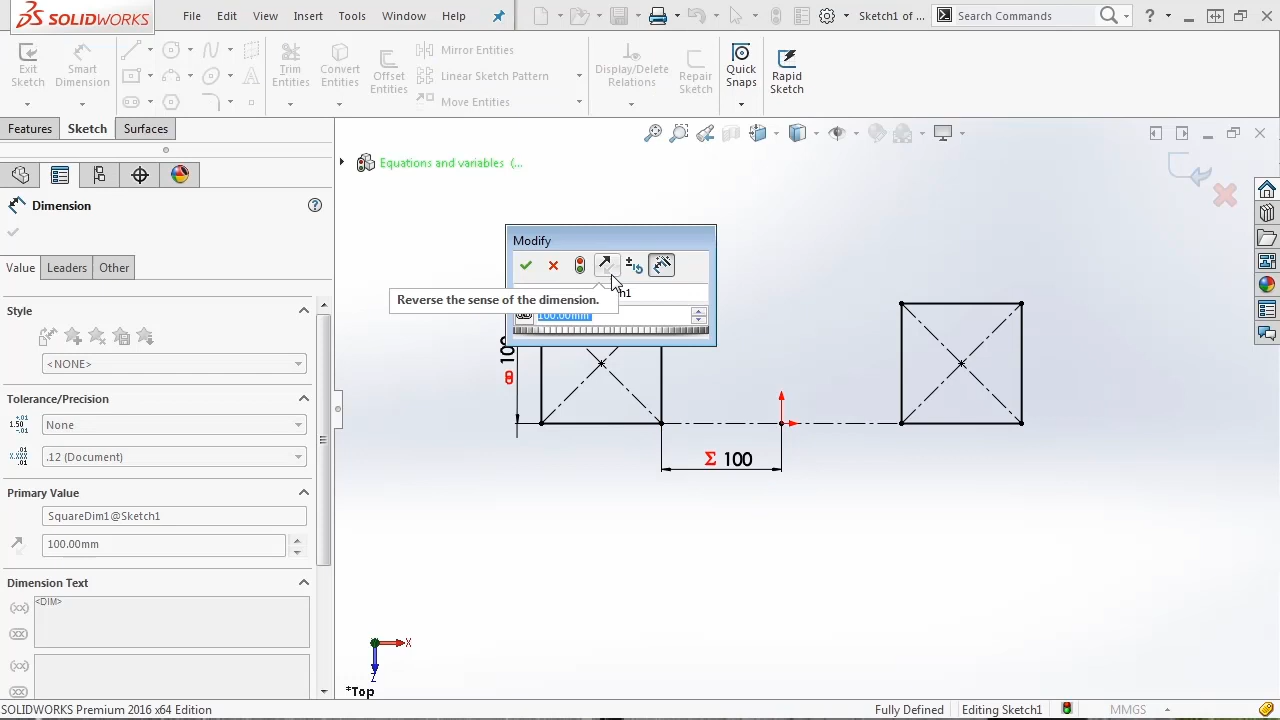 SOLIDWORKS
File Edit View Insert Tools Window Help
Sketch1 of ...
Search Commands
Exit Sketch
Smart Dimension
Trim Entities
Convert Entities
Offset Entities
Mirror Entities
Linear Sketch Pattern
Move Entities
Display/Delete Relations
Repair Sketch
Quick Snaps
Rapid Sketch
Features Sketch Surfaces
Equations and variables (...
Dimension
Value Leaders Other
Style
<NONE>
Tolerance/Precision
None
.12 (Document)
Primary Value
SquareDim1@Sketch1
100.00mm
Dimension Text
<DIM>
Modify
h1
Reverse the sense of the dimension.
100.00mm
100
Σ 100
X
Z
*Top
SOLIDWORKS Premium 2016 x64 Edition
Fully Defined
Editing Sketch1
MMGS